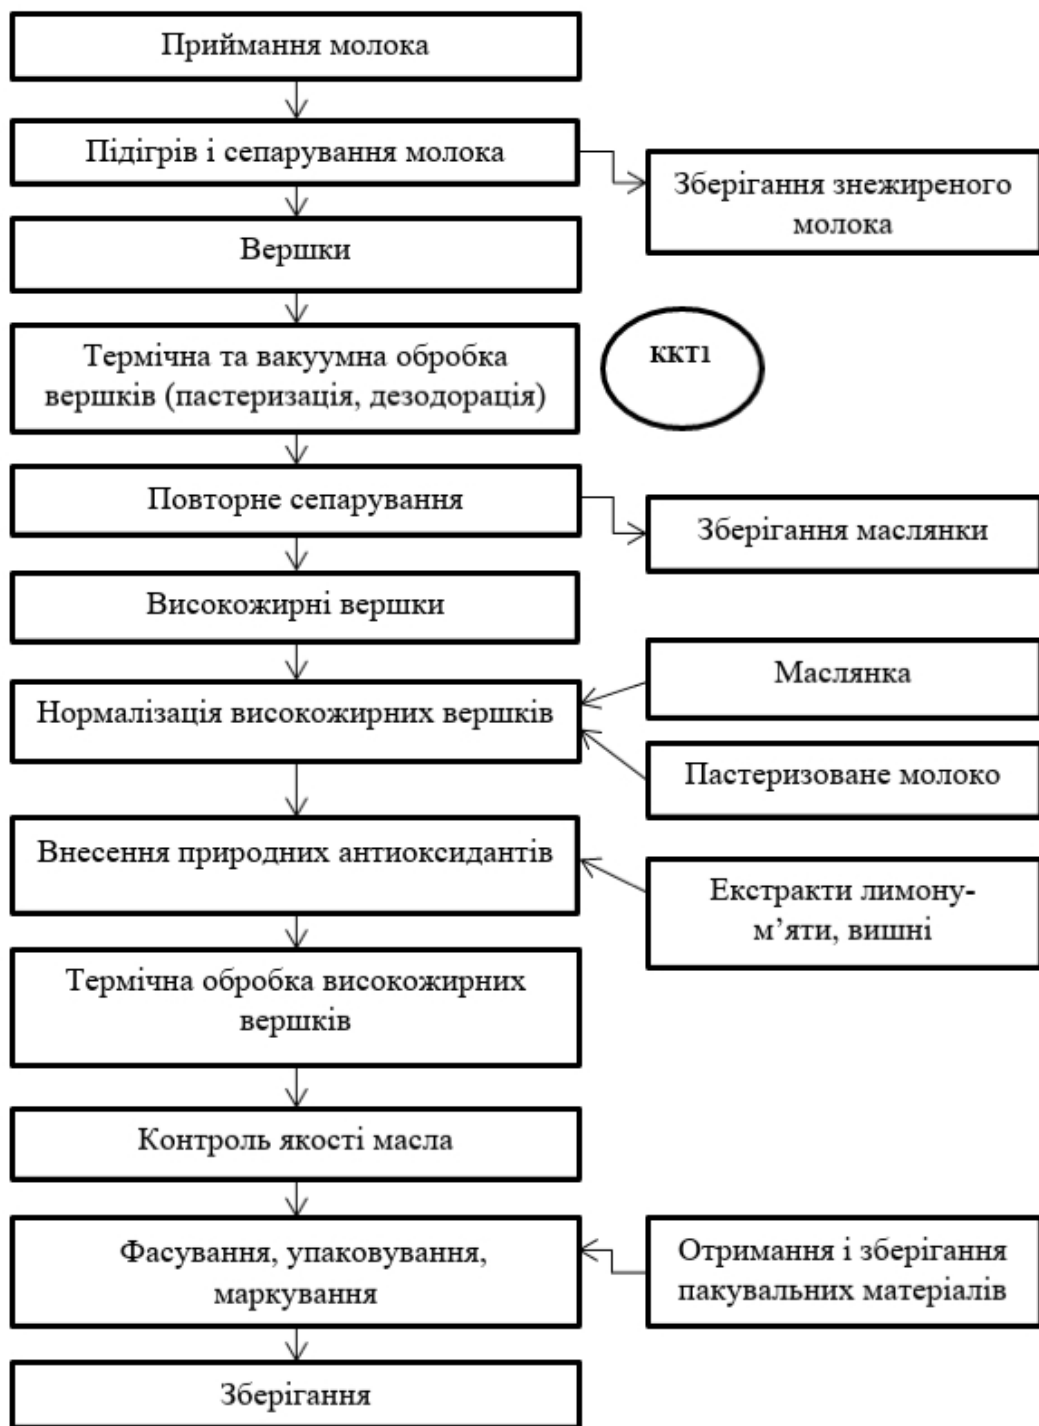 Приймання молока
Підігрів і сепарування молока
Зберігання знежиреного
молока
Вершки
Термічна та вакуумна обробка
вершків (пастеризація, дезодорація)
ККТ1
Повторне сепарування
Зберігання маслянки
Високожирні вершки
Маслянка
Нормалізація високожирних вершків
Пастеризоване молоко
Внесення природних антиоксидантів
Екстракти лимону-
м’яти, вишні
Термічна обробка високожирних
вершків
Контроль якості масла
Фасування, упаковування,
маркування
Отримання і зберігання
пакувальних матеріалів
Зберігання